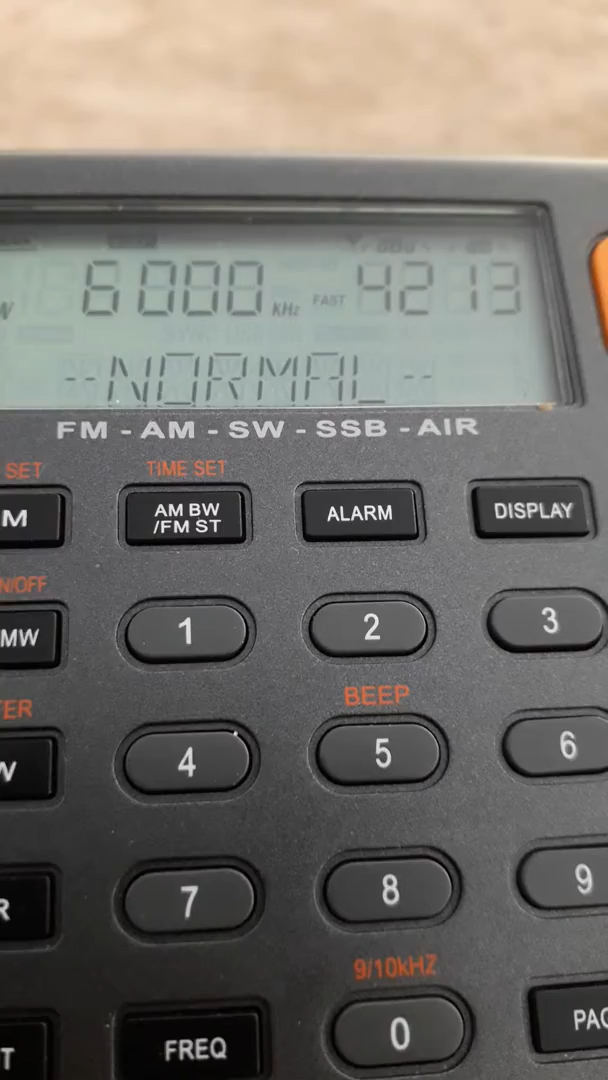 6000 KHz FAST 4213
--NORMAL--
FM - AM - SW - SSB - AIR
SET TIME SET
M AM BW /FM ST ALARM DISPLAY
N/OFF
MW 1 2 3
TER BEEP
W 4 5 6
R 7 8 9
9/10kHZ
T FREQ 0 PAG